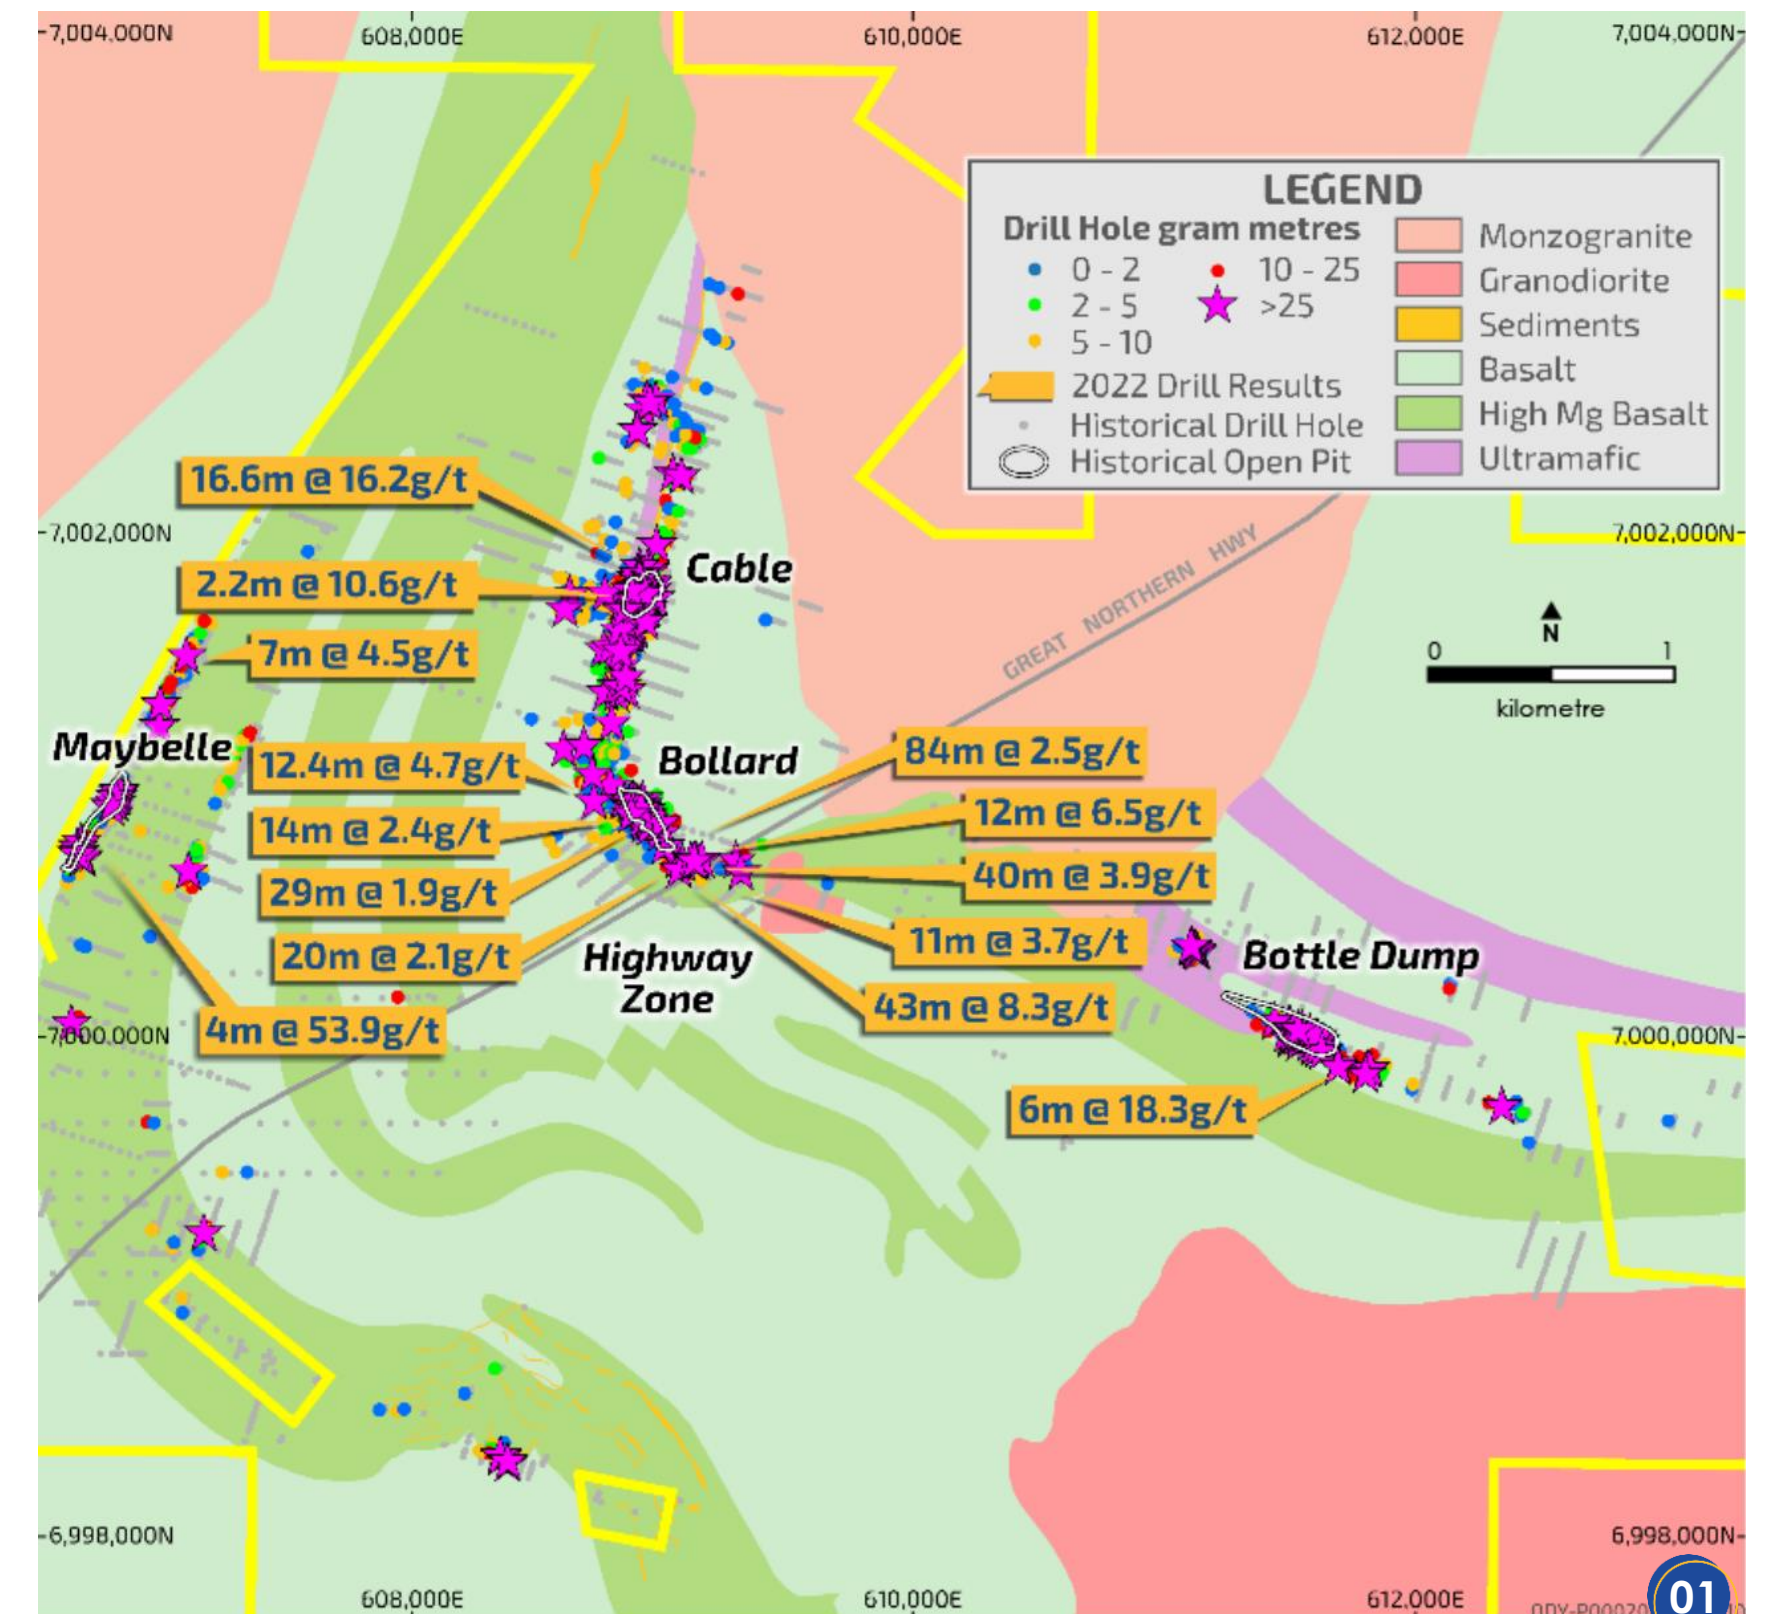 -7,004.000N
608,000E
610,000E
612,000E
7,004.000N-
LEGEND
Drill Hole gram metres
0 - 2
10 - 25
2 - 5
>25
5 - 10
2022 Drill Results
Historical Drill Hole
Historical Open Pit
Monzogranite
Granodiorite
Sediments
Basalt
High Mg Basalt
Ultramafic
16.6m @ 16.2g/t
-7,002,000N
7,002,000N-
Cable
2.2m @ 10.6g/t
GREAT NORTHERN HWY
N
0
1
kilometre
7m @ 4.5g/t
Maybelle
12.4m @ 4.7g/t
Bollard
84m @ 2.5g/t
14m @ 2.4g/t
12m @ 6.5g/t
29m @ 1.9g/t
40m @ 3.9g/t
20m @ 2.1g/t
11m @ 3.7g/t
Highway
Zone
Bottle Dump
4m @ 53.9g/t
43m @ 8.3g/t
-7,000,000N
7,000,000N-
6m @ 18.3g/t
-6,998,000N
6,998,000N-
608,000E
610,000E
612,000E
01